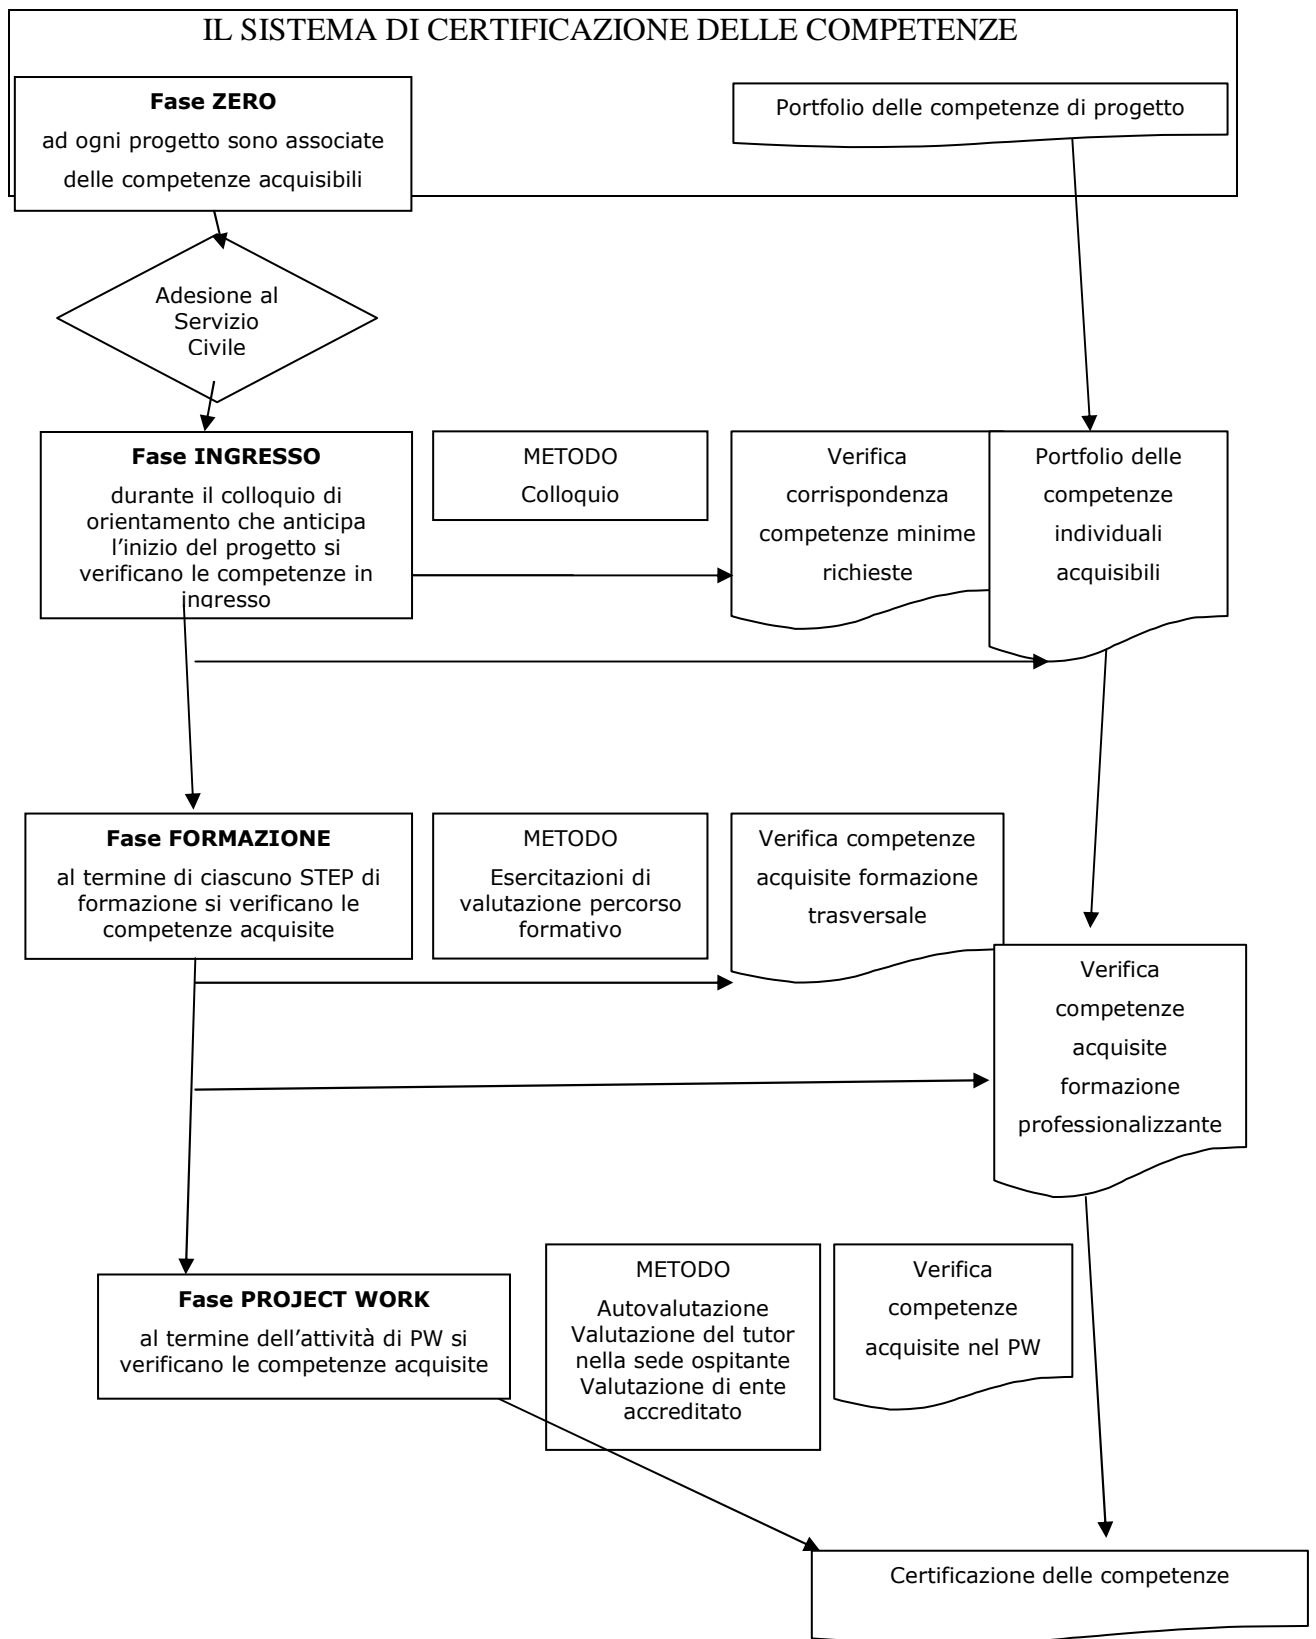 IL SISTEMA DI CERTIFICAZIONE DELLE COMPETENZE
Fase ZERO
ad ogni progetto sono associate
delle competenze acquisibili
Portfolio delle competenze di progetto
Adesione al
Servizio
Civile
Fase INGRESSO
durante il colloquio di
orientamento che anticipa
l'inizio del progetto si
verificano le competenze in
ingresso
METODO
Colloquio
Verifica
corrispondenza
competenze minime
richieste
Portfolio delle
competenze
individuali
acquisibili
Fase FORMAZIONE
al termine di ciascuno STEP di
formazione si verificano le
competenze acquisite
METODO
Esercitazioni di
valutazione percorso
formativo
Verifica competenze
acquisite formazione
trasversale
Verifica
competenze
acquisite
formazione
professionalizzante
Fase PROJECT WORK
al termine dell'attività di PW si
verificano le competenze acquisite
METODO
Autovalutazione
Valutazione del tutor
nella sede ospitante
Valutazione di ente
accreditato
Verifica
competenze
acquisite nel PW
Certificazione delle competenze